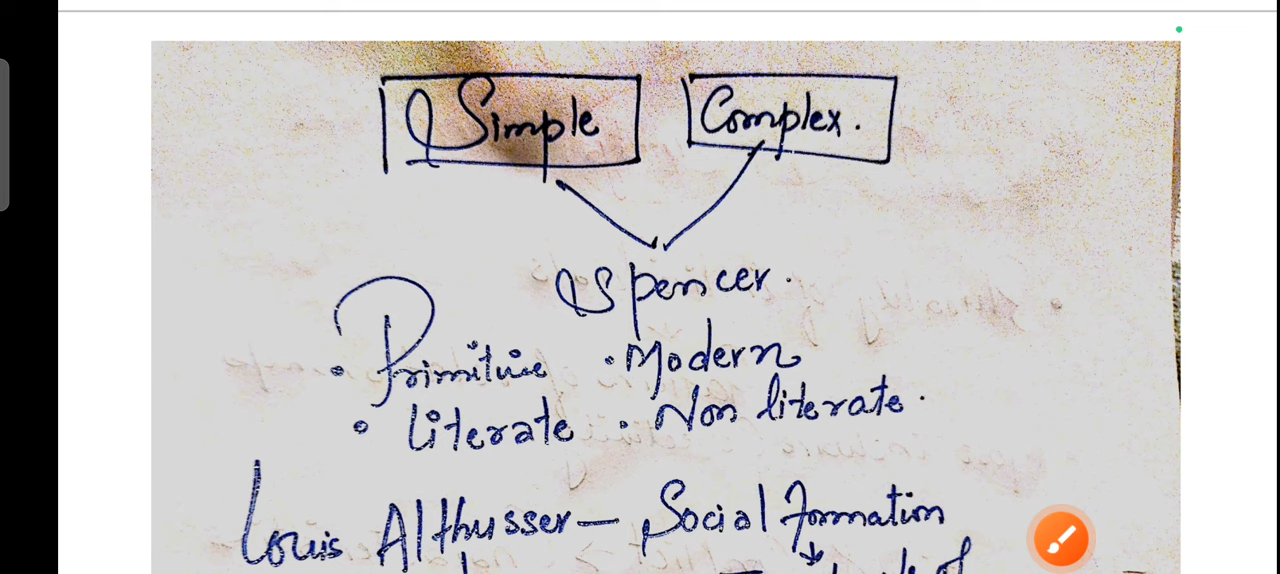 Simple Complex.
Spencer.
• Primitive • Modern
• Literate • Non literate.
Louis Althusser — Social formation